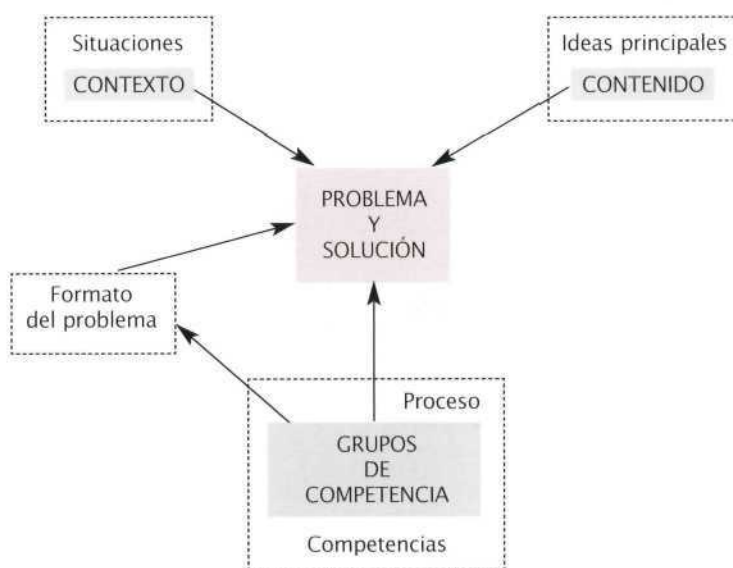 Situaciones
CONTEXTO
Ideas principales
CONTENIDO
PROBLEMA
Y
SOLUCIÓN
Formato
del problema
Proceso
GRUPOS
DE
COMPETENCIA
Competencias